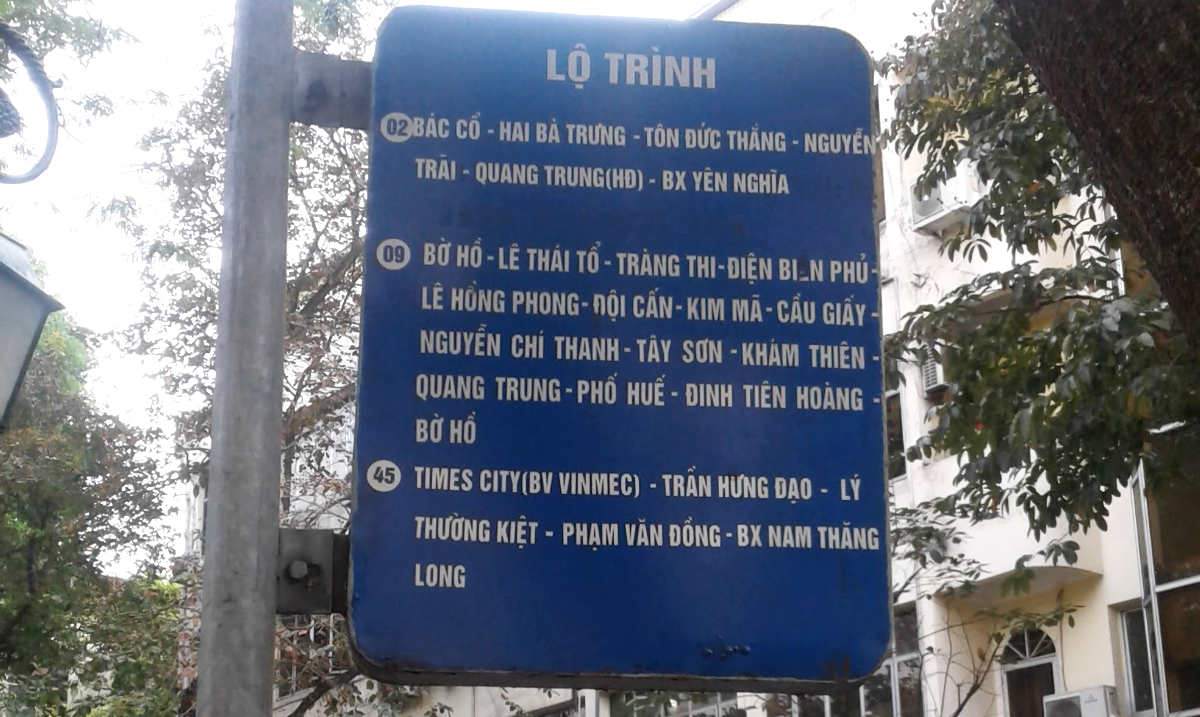 LỘ TRÌNH
02 BÁC CỔ - HAI BÀ TRƯNG - TÔN ĐỨC THẮNG - NGUYỄN
TRÃI - QUANG TRUNG(HĐ) - BX YÊN NGHĨA
09 BỜ HỒ - LÊ THÁI TỔ - TRÀNG THI - ĐIỆN BI_N PHỦ -
LÊ HỒNG PHONG - ĐỘI CẤN - KIM MÃ - CẦU GIẤY -
NGUYỄN CHÍ THANH - TÂY SƠN - KHÂM THIÊN -
QUANG TRUNG - PHỐ HUẾ - ĐINH TIÊN HOÀNG -
BỜ HỒ
45 TIMES CITY(BV VINMEC) - TRẦN HƯNG ĐẠO - LÝ
THƯỜNG KIỆT - PHẠM VĂN ĐỒNG - BX NAM THĂNG
LONG